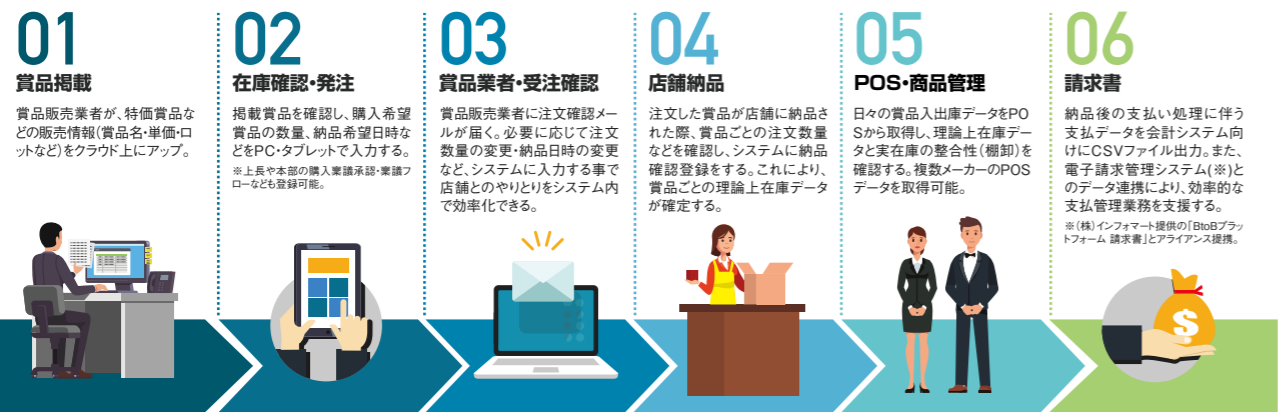 01
賞品掲載
賞品販売業者が、特価賞品な
どの販売情報(賞品名・単価・ロ
ットなど)をクラウド上にアップ。
02
在庫確認・発注
掲載賞品を確認し、購入希望
賞品の数量、納品希望日時な
どをPC・タブレットで入力する。
※上長や本部の購入稟議承認・稟議フ
ローなども登録可能。
03
賞品業者・受注確認
賞品販売業者に注文確認メー
ルが届く。必要に応じて注文
数量の変更・納品日時の変更
など、システムに入力する事で
店舗とのやりとりをシステム内
で効率化できる。
04
店舗納品
注文した賞品が店舗に納品さ
れた際、賞品ごとの注文数量
などを確認し、システムに納品
確認登録をする。これにより、
賞品ごとの理論上在庫データ
が確定する。
05
POS・商品管理
日々の賞品入出庫データをPO
Sから取得し、理論上在庫デー
タと実在庫の整合性(棚卸)を
確認する。複数メーカーのPOS
データを取得可能。
06
請求書
納品後の支払い処理に伴う
支払データを会計システム向
けにCSVファイル出力。また、
電子請求管理システム(※)と
のデータ連携により、効率的な
支払管理業務を支援する。
※(株)インフォマート提供の「BtoBプラッ
トフォーム 請求書」とアライアンス提携。
$